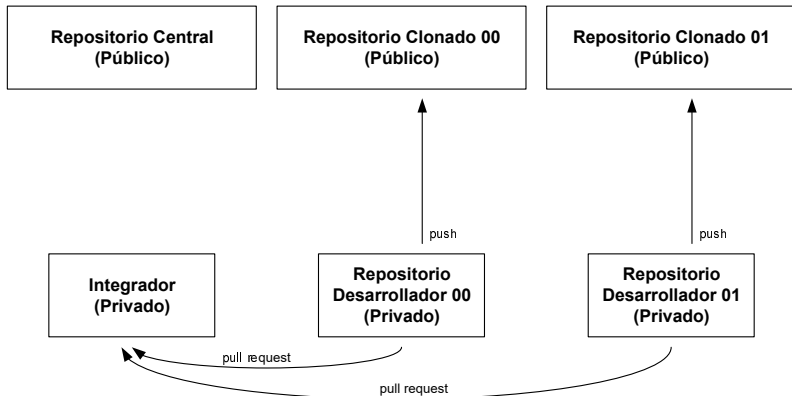 Repositorio Central
(Público)
Repositorio Clonado 00
(Público)
Repositorio Clonado 01
(Público)
push
push
Integrador
(Privado)
Repositorio
Desarrollador 00
(Privado)
Repositorio
Desarrollador 01
(Privado)
pull request
pull request